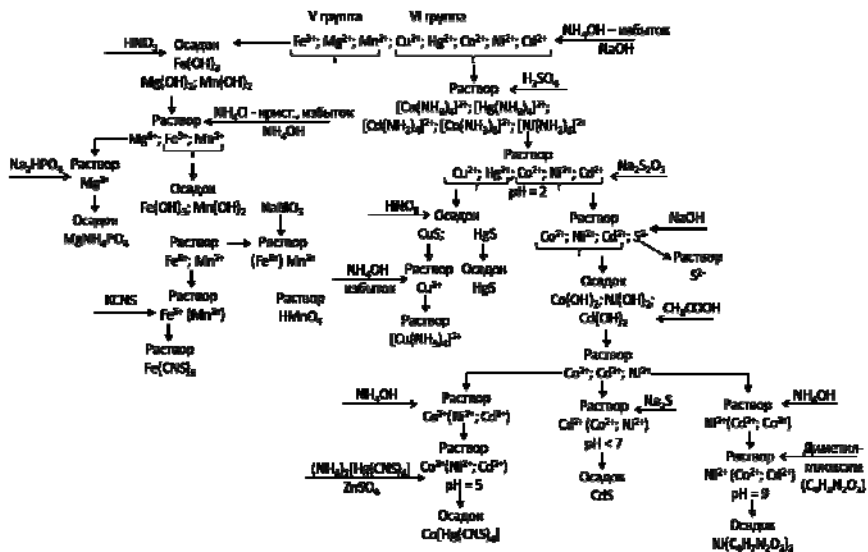 V группа VI группа
Fe³⁺; Mg²⁺; Mn²⁺; Cu²⁺; Hg²⁺; Co²⁺; Ni²⁺; Cd²⁺
NH₄OH – избыток
NaOH
HNO₃
Осадок
Fe(OH)₃
Mg(OH)₂; Mn(OH)₂
H₂SO₄
Раствор
[Cu(NH₃)₄]²⁺; [Hg(NH₃)₄]²⁺;
[Cd(NH₃)₄]²⁺; [Co(NH₃)₆]²⁺; [Ni(NH₃)₆]²⁺
Раствор
Mg²⁺; Fe³⁺; Mn²⁺
NH₄Cl - крист., избыток
NH₄OH
Раствор
Cu²⁺; Hg²⁺; Co²⁺; Ni²⁺; Cd²⁺
pH = 2
Na₂S₂O₃
Na₂HPO₄
Раствор
Mg²⁺
Осадок
MgNH₄PO₄
Осадок
Fe(OH)₃; Mn(OH)₂
HNO₃
Осадок
CuS; HgS
Раствор
Co²⁺; Ni²⁺; Cd²⁺; S²⁻
NaOH
Раствор
S²⁻
Раствор
Fe³⁺; Mn²⁺
Раствор
(Fe³⁺) Mn²⁺
NH₄OH
избыток
Раствор
Cu²⁺
Осадок
HgS
Осадок
Co(OH)₂; Ni(OH)₂;
Cd(OH)₂
CH₃COOH
KCNS
Раствор
Fe³⁺ (Mn²⁺)
Раствор
HMnO₄
Раствор
[Cu(NH₃)₄]²⁺
Раствор
Fe(CNS)₃
Раствор
Co²⁺; Cd²⁺; Ni²⁺
NH₄OH
Раствор
Co²⁺(Ni²⁺; Cd²⁺)
Раствор
Cd²⁺ (Co²⁺; Ni²⁺)
pH < 7
Na₂S
Раствор
Ni²⁺(Cd²⁺; Co²⁺)
NH₄OH
(NH₄)₂[Hg(CNS)₄]
ZnSO₄
Раствор
Co²⁺(Ni²⁺; Cd²⁺)
pH = 5
Осадок
CdS
Раствор
Ni²⁺ (Co²⁺; Cd²⁺)
pH = 9
Диметил-
глиоксим
(C₄H₈N₂O₂)
Осадок
Co[Hg(CNS)₄]
Осадок
Ni(C₄H₇N₂O₂)₂